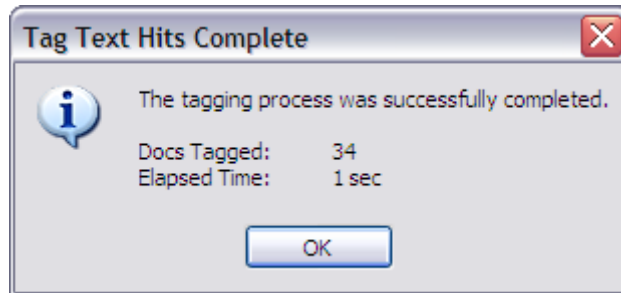 Tag Text Hits Complete
The tagging process was successfully completed.
Docs Tagged: 34
Elapsed Time: 1 sec
OK